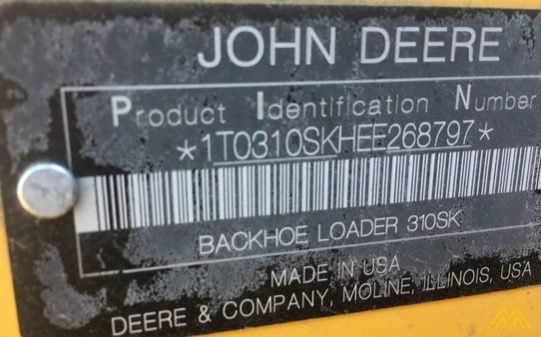 JOHN DEERE
Product Identification Number
*1T0310SKHEE268797*
BACKHOE LOADER 310SK
MADE IN USA
DEERE & COMPANY, MOLINE, ILLINOIS, USA